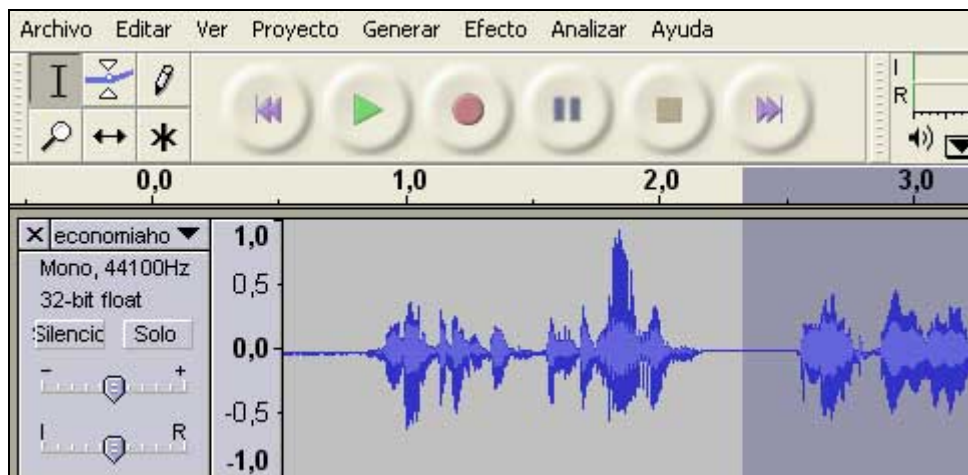 Archivo Editar Ver Proyecto Generar Efecto Analizar Ayuda
I
R
0,0 1,0 2,0 3,0
economiaho
Mono, 44100Hz
32-bit float
Silencio Solo
- +
I R
1,0
0,5
0,0
-0,5
-1,0